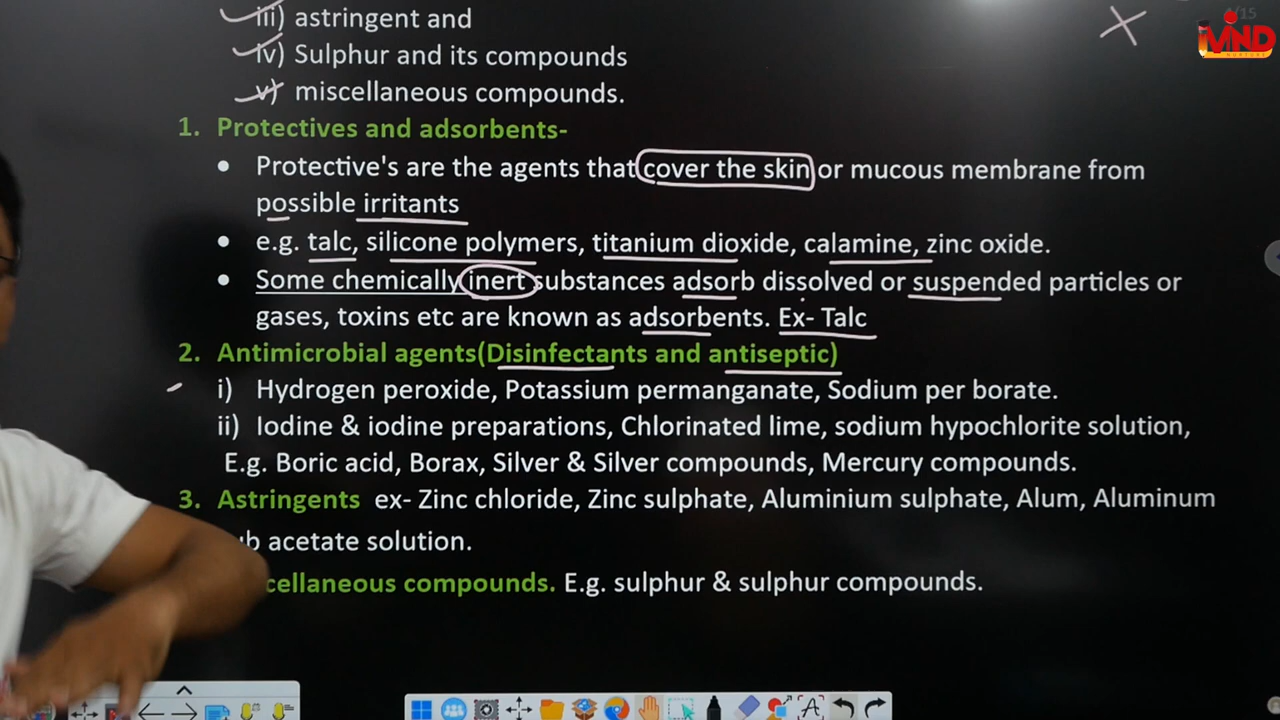 iii) astringent and
iv) Sulphur and its compounds
v) miscellaneous compounds.
1. Protectives and adsorbents-
• Protective's are the agents that cover the skin or mucous membrane from
possible irritants
• e.g. talc, silicone polymers, titanium dioxide, calamine, zinc oxide.
• Some chemically inert substances adsorb dissolved or suspended particles or
gases, toxins etc are known as adsorbents. Ex- Talc
2. Antimicrobial agents(Disinfectants and antiseptic)
i) Hydrogen peroxide, Potassium permanganate, Sodium per borate.
ii) Iodine & iodine preparations, Chlorinated lime, sodium hypochlorite solution,
E.g. Boric acid, Borax, Silver & Silver compounds, Mercury compounds.
3. Astringents ex- Zinc chloride, Zinc sulphate, Aluminium sulphate, Alum, Aluminum
acetate solution.
compounds. E.g. sulphur & sulphur compounds.